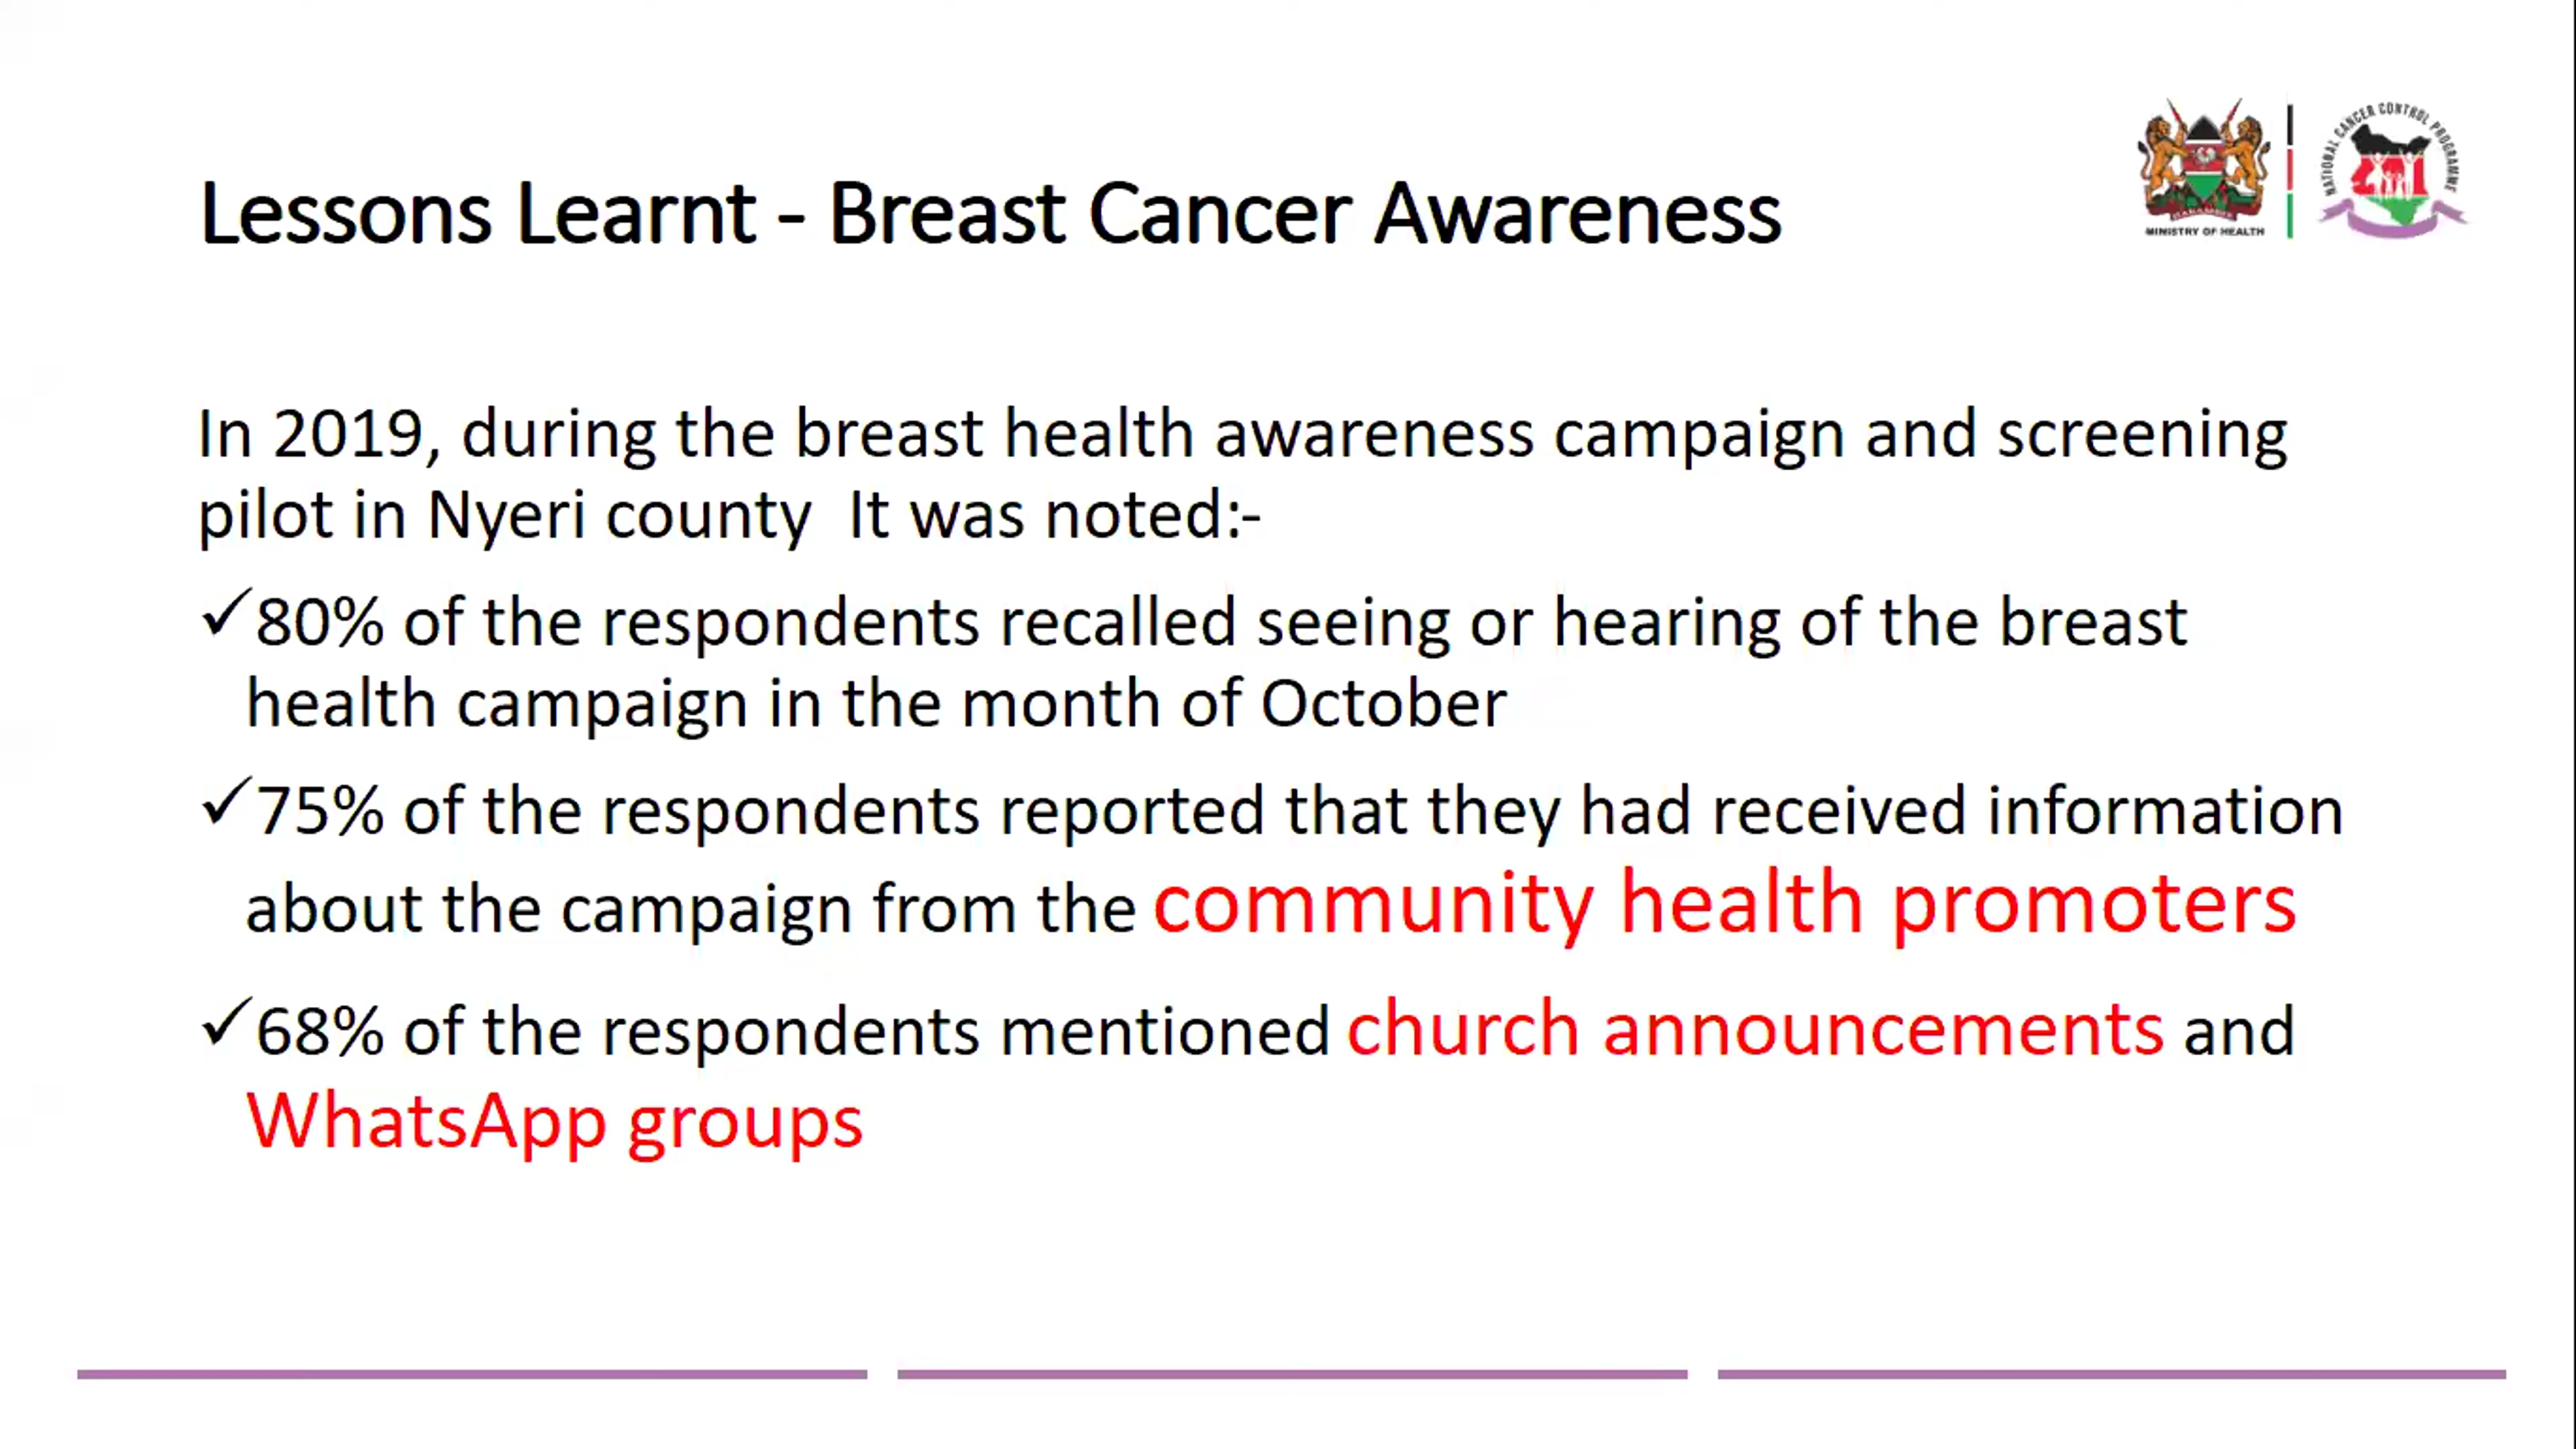 Lessons Learnt - Breast Cancer Awareness
HARAMBEE
MINISTRY OF HEALTH
NATIONAL CANCER CONTROL PROGRAMME
In 2019, during the breast health awareness campaign and screening
pilot in Nyeri county  It was noted:-
✓80% of the respondents recalled seeing or hearing of the breast
health campaign in the month of October
✓75% of the respondents reported that they had received information
about the campaign from the community health promoters
✓68% of the respondents mentioned church announcements and
WhatsApp groups